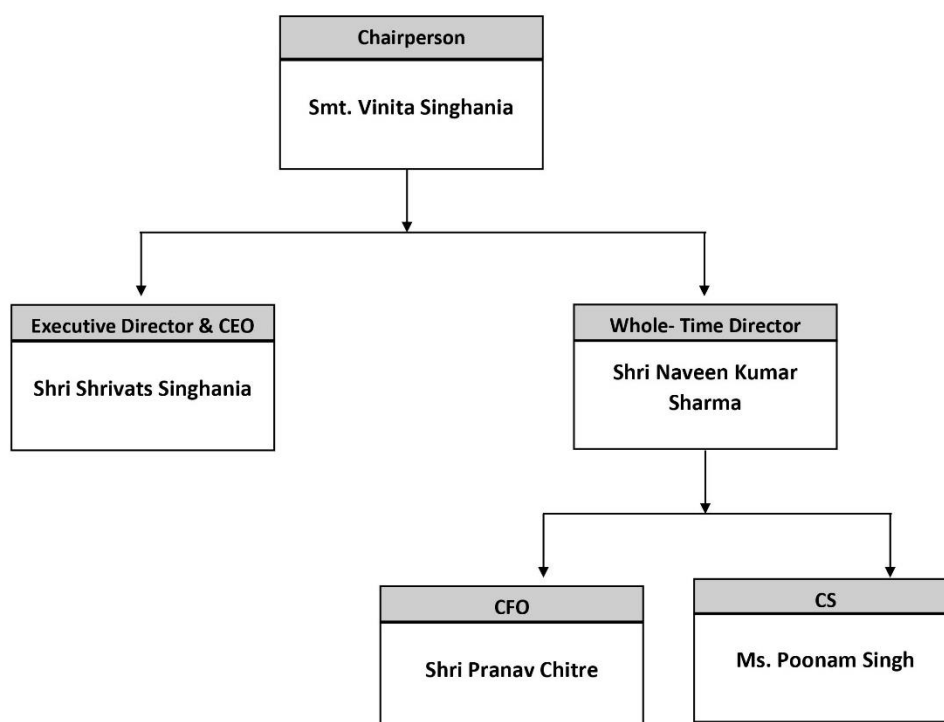 Chairperson
Smt. Vinita Singhania
Executive Director & CEO
Shri Shrivats Singhania
Whole- Time Director
Shri Naveen Kumar
Sharma
CFO
Shri Pranav Chitre
CS
Ms. Poonam Singh